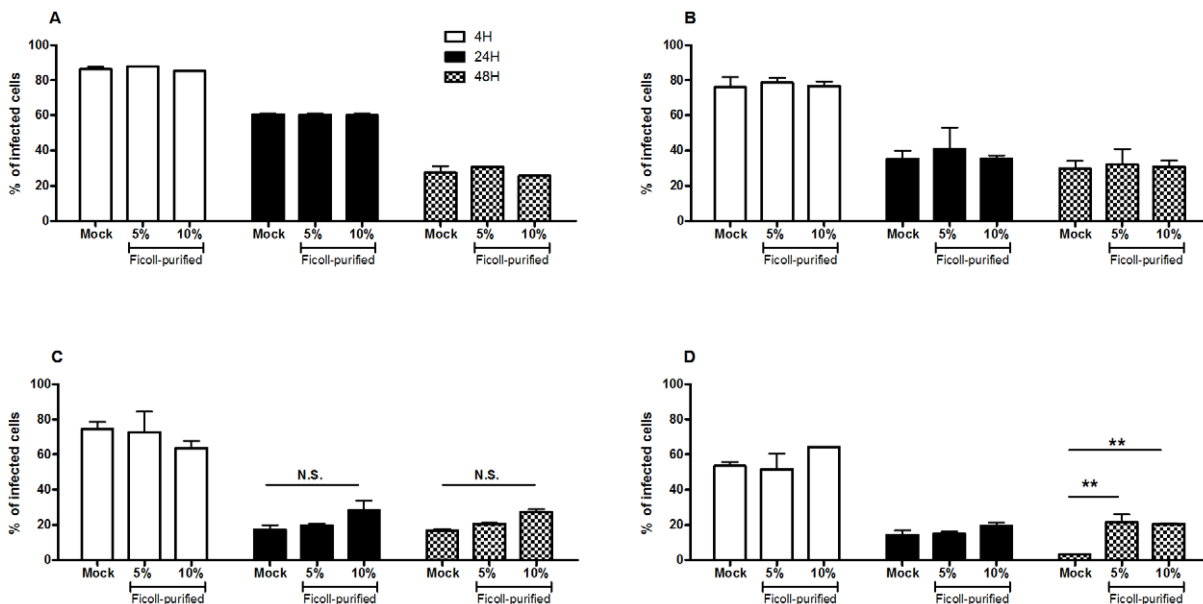 A
% of infected cells
100
80
60
40
20
0
4H
24H
48H
Mock 5% 10% Mock 5% 10% Mock 5% 10%
Ficoll-purified Ficoll-purified Ficoll-purified
B
% of infected cells
100
80
60
40
20
0
Mock 5% 10% Mock 5% 10% Mock 5% 10%
Ficoll-purified Ficoll-purified Ficoll-purified
C
% of infected cells
100
80
60
40
20
0
N.S. N.S.
Mock 5% 10% Mock 5% 10% Mock 5% 10%
Ficoll-purified Ficoll-purified Ficoll-purified
D
% of infected cells
100
80
60
40
20
0
**
**
Mock 5% 10% Mock 5% 10% Mock 5% 10%
Ficoll-purified Ficoll-purified Ficoll-purified